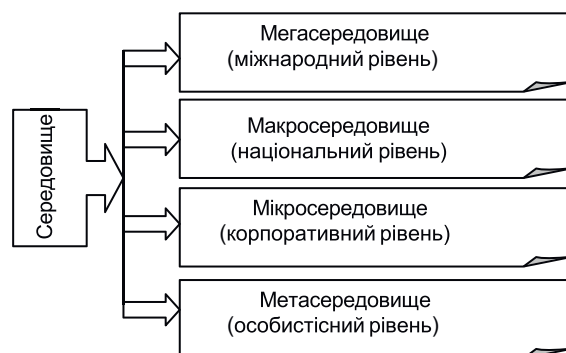 Середовище
Мегасередовище
(міжнародний рівень)
Макросередовище
(національний рівень)
Мікросередовище
(корпоративний рівень)
Метасередовище
(особистісний рівень)